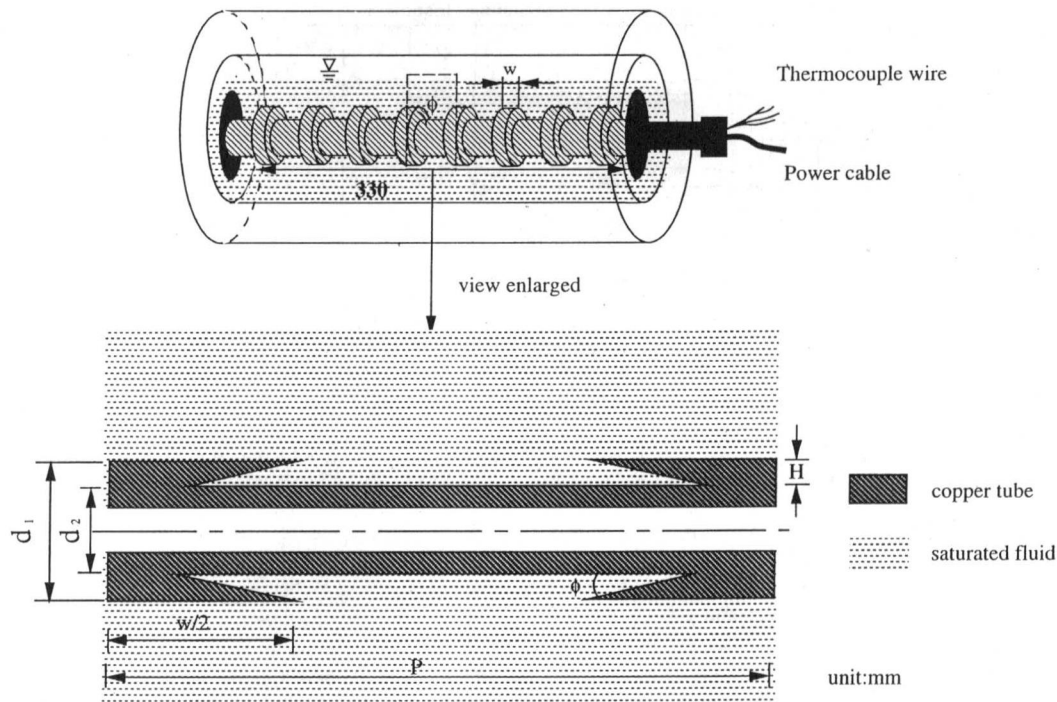 w
Thermocouple wire
ϕ
Power cable
330
view enlarged
H
d1
d2
copper tube
saturated fluid
ϕ
w/2
P
unit:mm